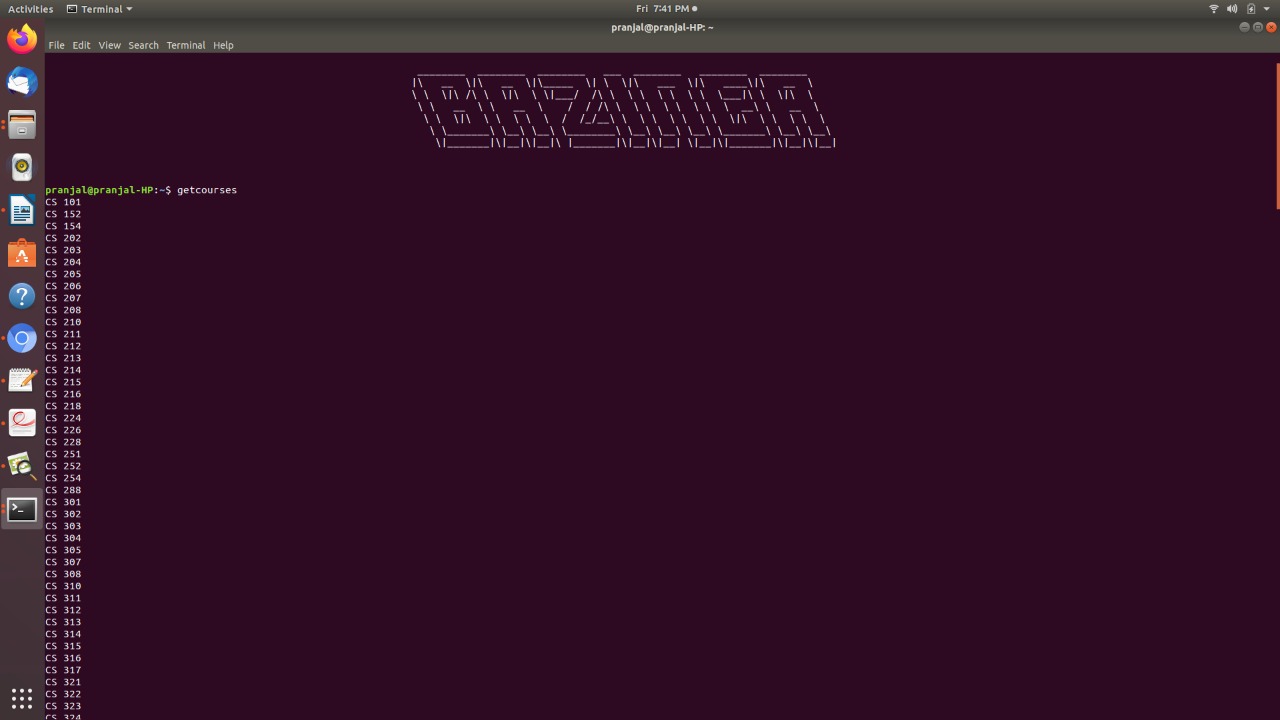 Activities
Terminal
Fri 7:41 PM
pranjal@pranjal-HP: ~
File Edit View Search Terminal Help
pranjal@pranjal-HP:~$ getcourses
CS 101
CS 152
CS 154
CS 202
CS 203
CS 204
CS 205
CS 206
CS 207
CS 208
CS 210
CS 211
CS 212
CS 213
CS 214
CS 215
CS 216
CS 218
CS 224
CS 226
CS 228
CS 251
CS 252
CS 254
CS 288
CS 301
CS 302
CS 303
CS 304
CS 305
CS 307
CS 308
CS 310
CS 311
CS 312
CS 313
CS 314
CS 315
CS 316
CS 317
CS 321
CS 322
CS 323
CS 324